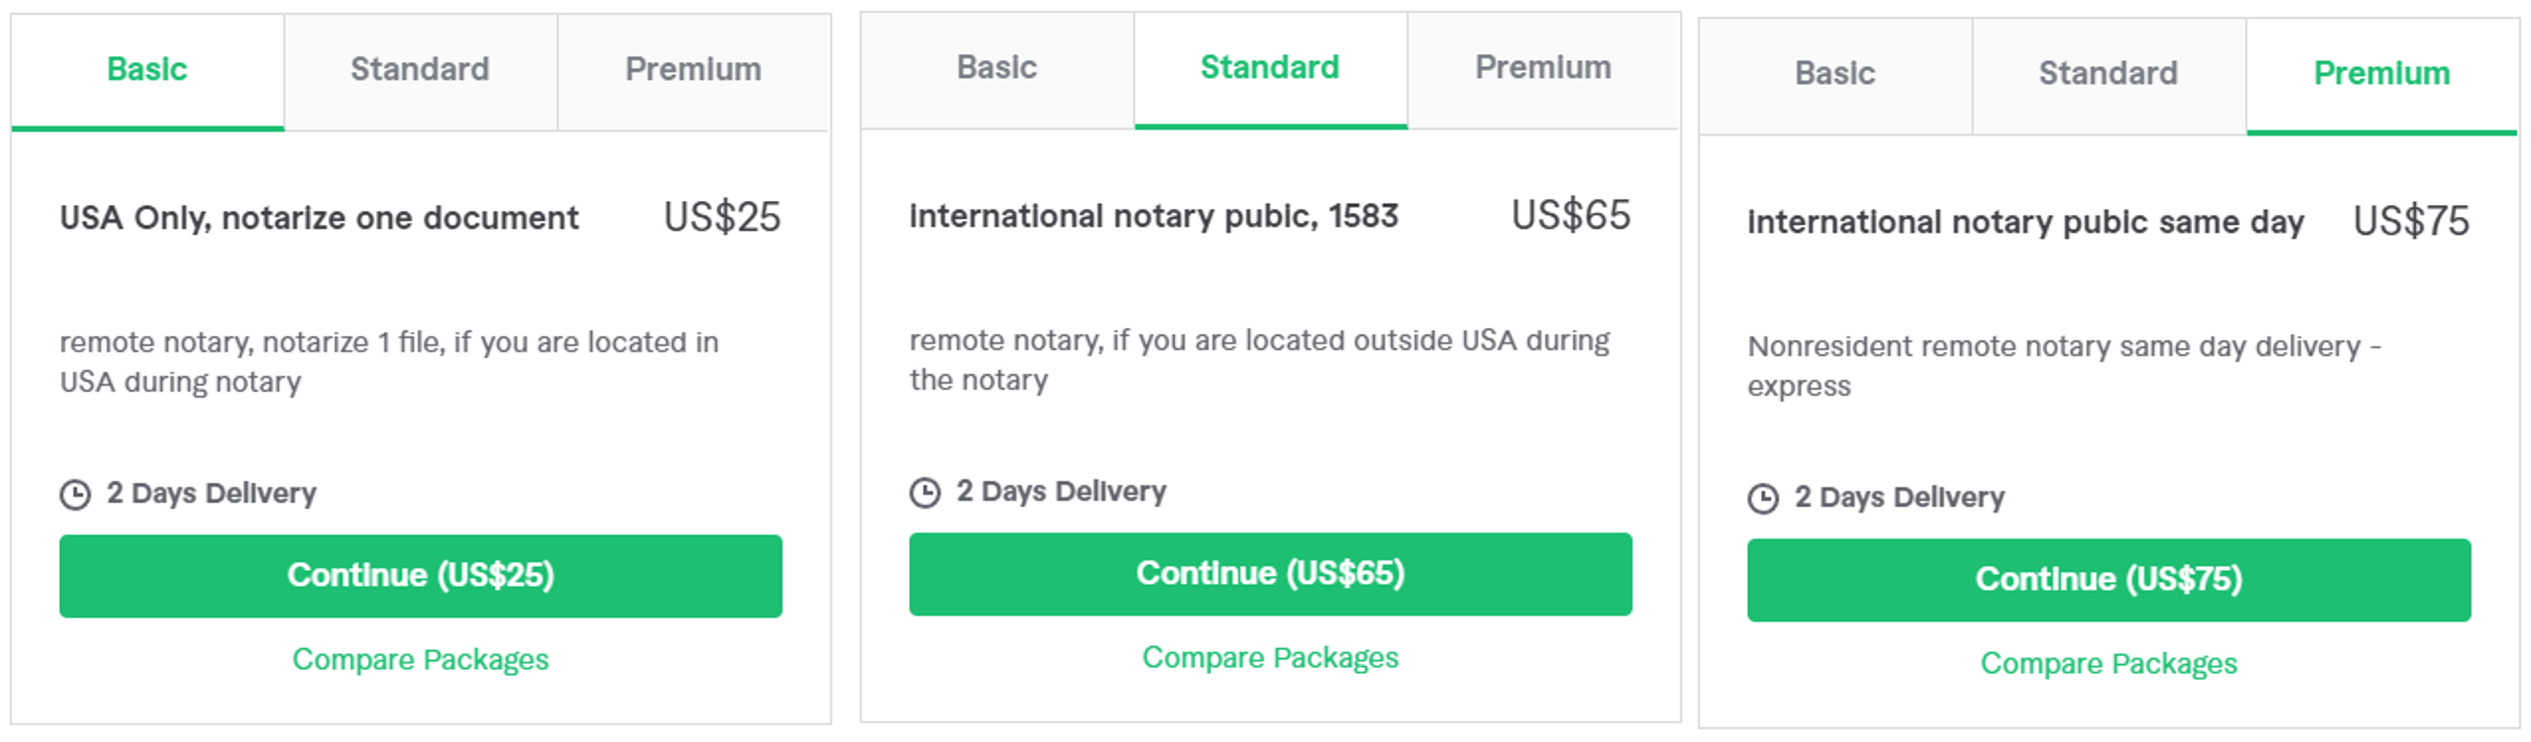 Basic
Standard
Premium
USA Only, notarize one document
US$25
remote notary, notarize 1 file, if you are located in
USA during notary
2 Days Delivery
Continue (US$25)
Compare Packages
Basic
Standard
Premium
international notary pubic, 1583
US$65
remote notary, if you are located outside USA during
the notary
2 Days Delivery
Continue (US$65)
Compare Packages
Basic
Standard
Premium
international notary pubic same day
US$75
Nonresident remote notary same day delivery -
express
2 Days Delivery
Continue (US$75)
Compare Packages